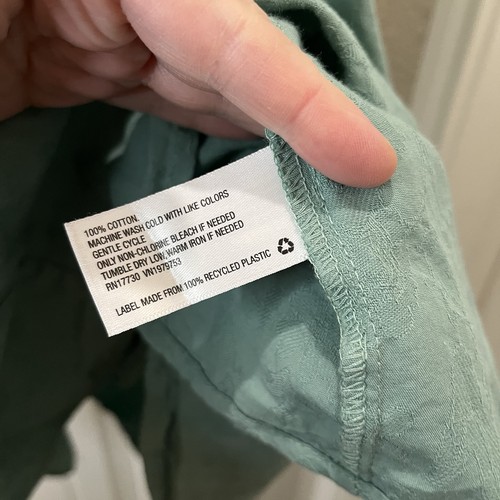 100% COTTON.
MACHINE WASH COLD WITH LIKE COLORS
GENTLE CYCLE
ONLY NON-CHLORINE BLEACH IF NEEDED
TUMBLE DRY LOW, WARM IRON IF NEEDED
RN17730 VN1979753
LABEL MADE FROM 100% RECYCLED PLASTIC